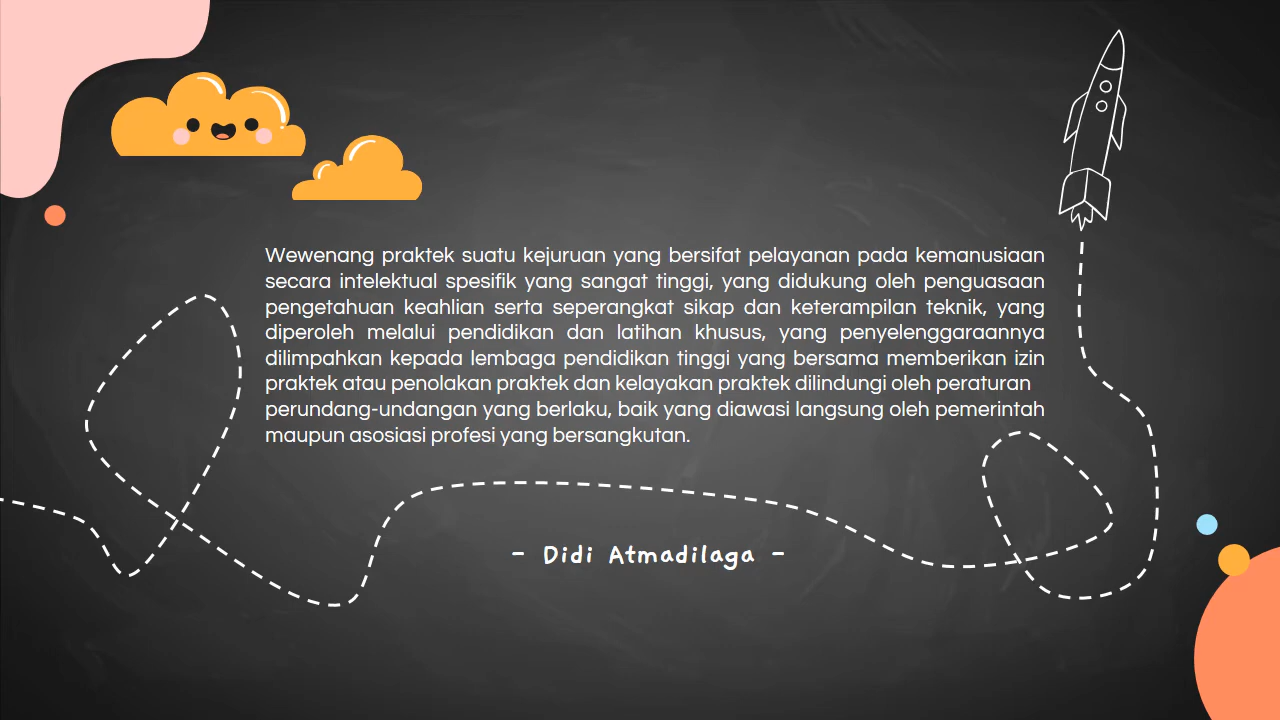 Wewenang praktek suatu kejuruan yang bersifat pelayanan pada kemanusiaan
secara intelektual spesifik yang sangat tinggi, yang didukung oleh penguasaan
pengetahuan keahlian serta seperangkat sikap dan keterampilan teknik, yang
diperoleh melalui pendidikan dan latihan khusus, yang penyelenggaraannya
dilimpahkan kepada lembaga pendidikan tinggi yang bersama memberikan izin
praktek atau penolakan praktek dan kelayakan praktek dilindungi oleh peraturan
perundang-undangan yang berlaku, baik yang diawasi langsung oleh pemerintah
maupun asosiasi profesi yang bersangkutan.
- Didi Atmadilaga -